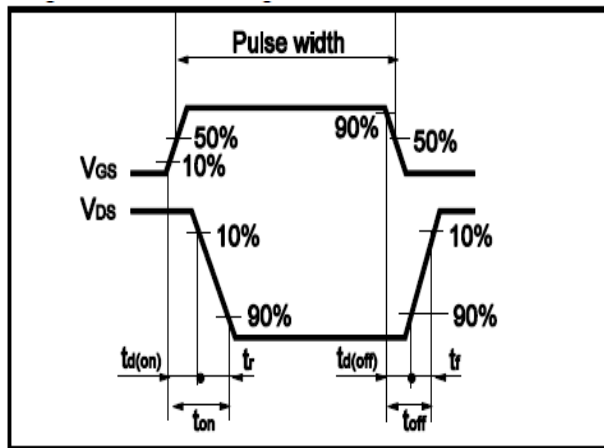 Pulse width
90%
50%
50%
10%
VGS
VDS
10%
10%
90%
90%
td(on)
tr
td(off)
tf
ton
toff